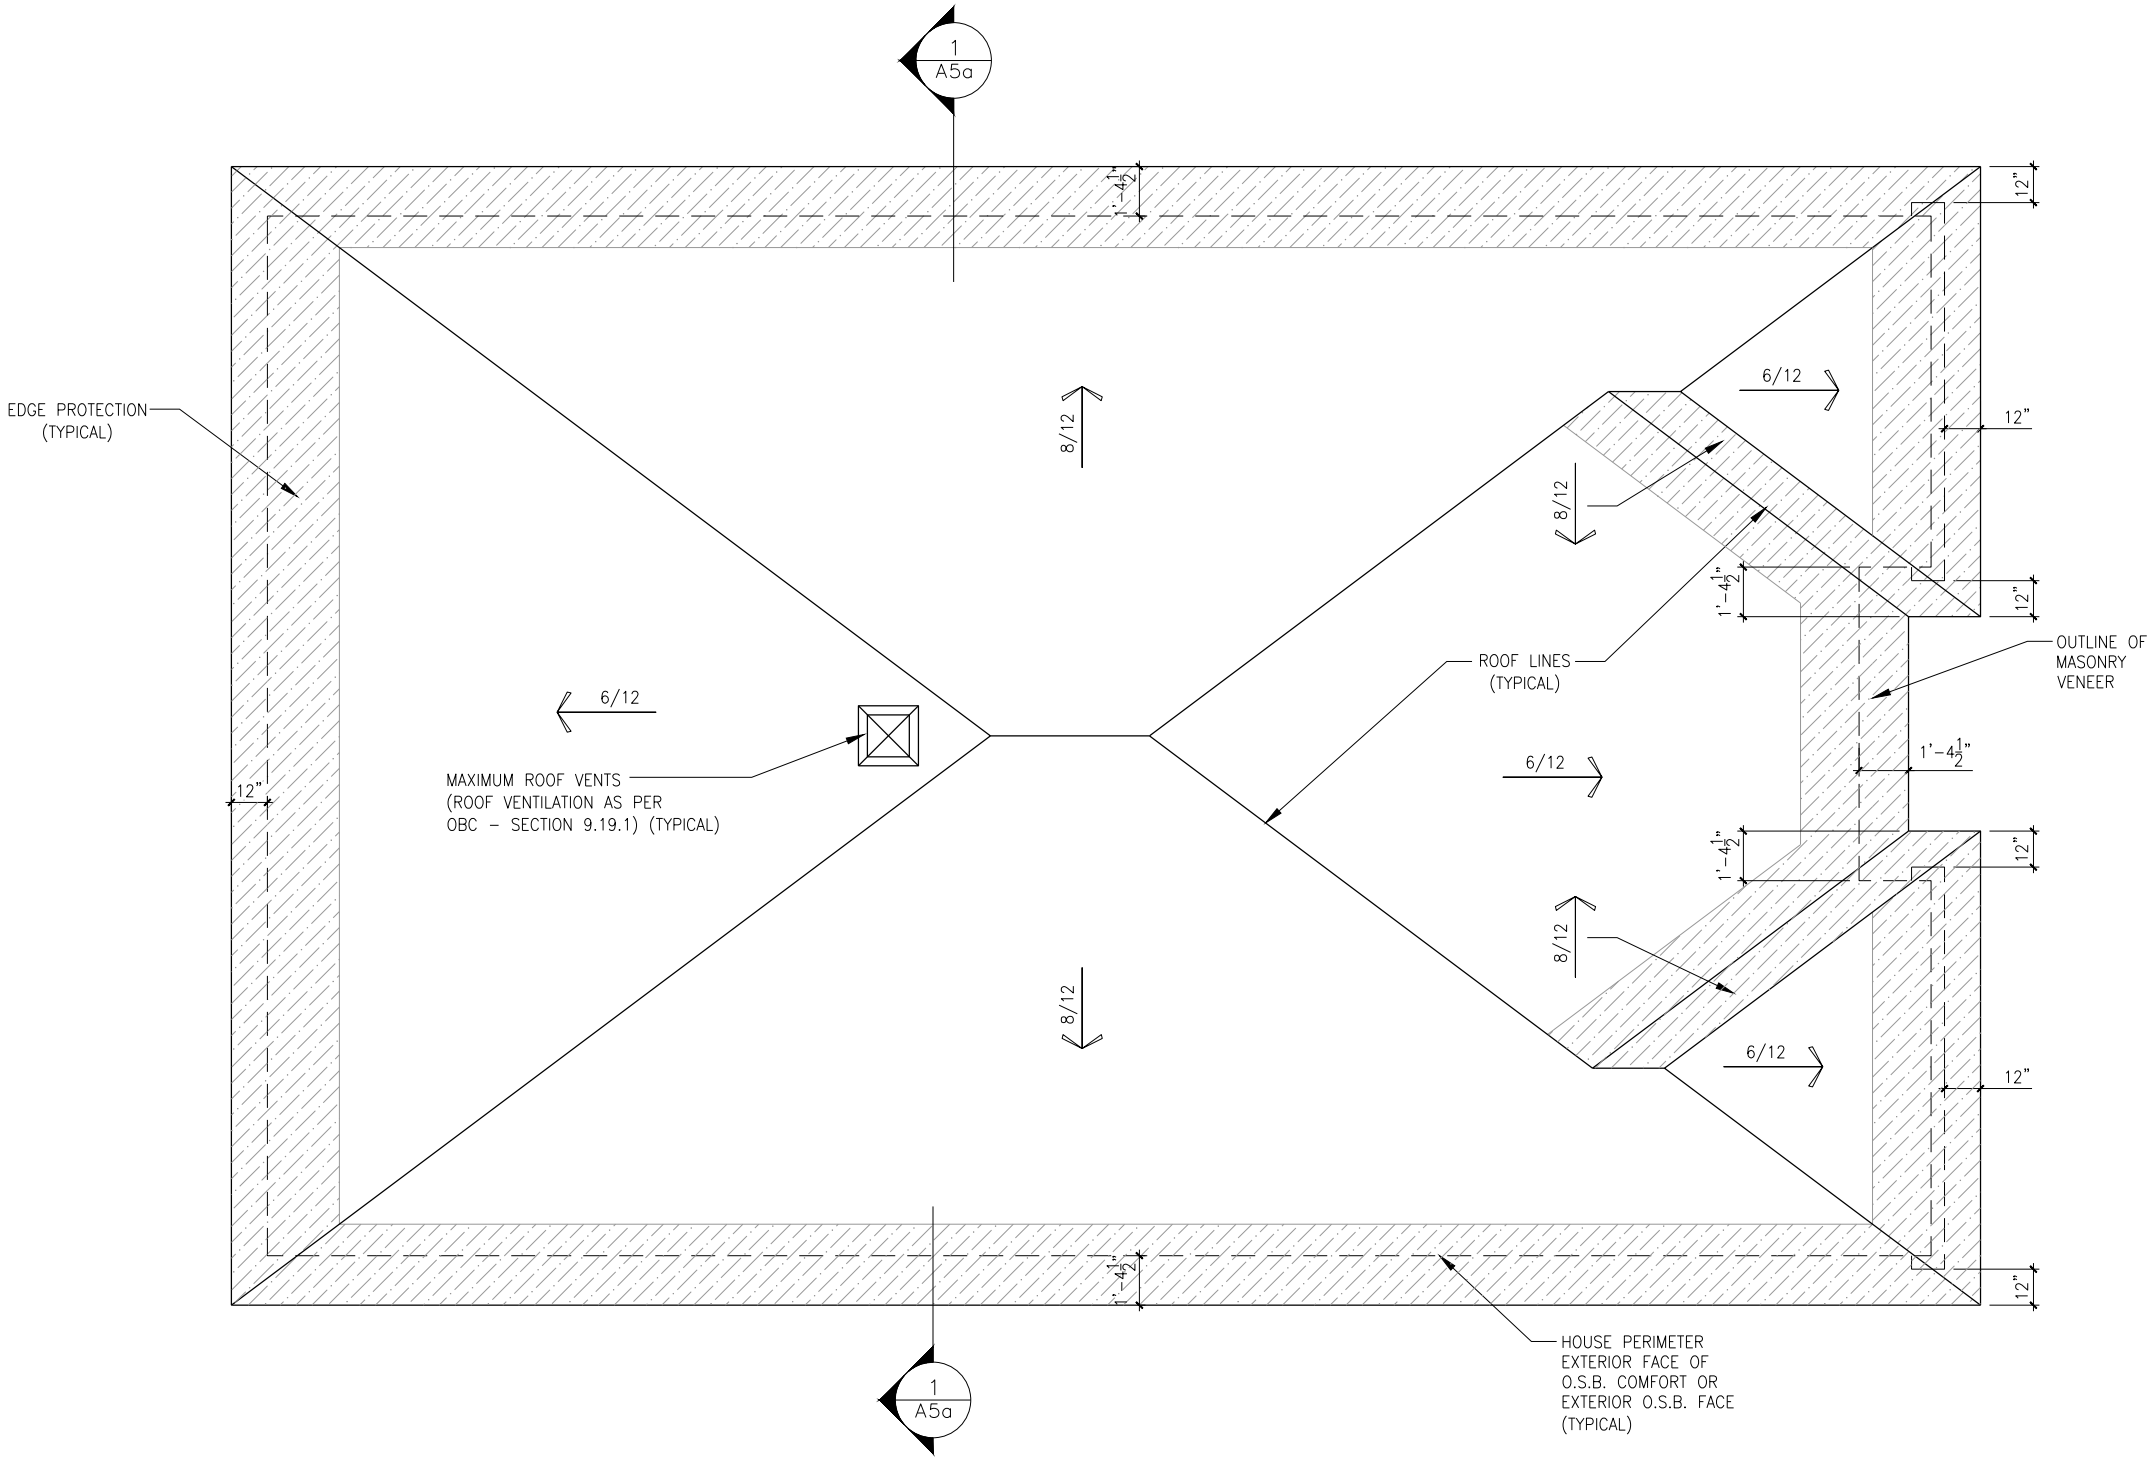 1
A5a
1'-4½"
12"
EDGE PROTECTION
(TYPICAL)
8/12
6/12
12"
8/12
1'-4½"
12"
OUTLINE OF
MASONRY
VENEER
ROOF LINES
(TYPICAL)
6/12
MAXIMUM ROOF VENTS
(ROOF VENTILATION AS PER
OBC - SECTION 9.19.1) (TYPICAL)
12"
6/12
1'-4½"
1'-4½"
12"
8/12
8/12
6/12
12"
1'-4½"
12"
HOUSE PERIMETER
EXTERIOR FACE OF
O.S.B. COMFORT OR
EXTERIOR O.S.B. FACE
(TYPICAL)
1
A5a